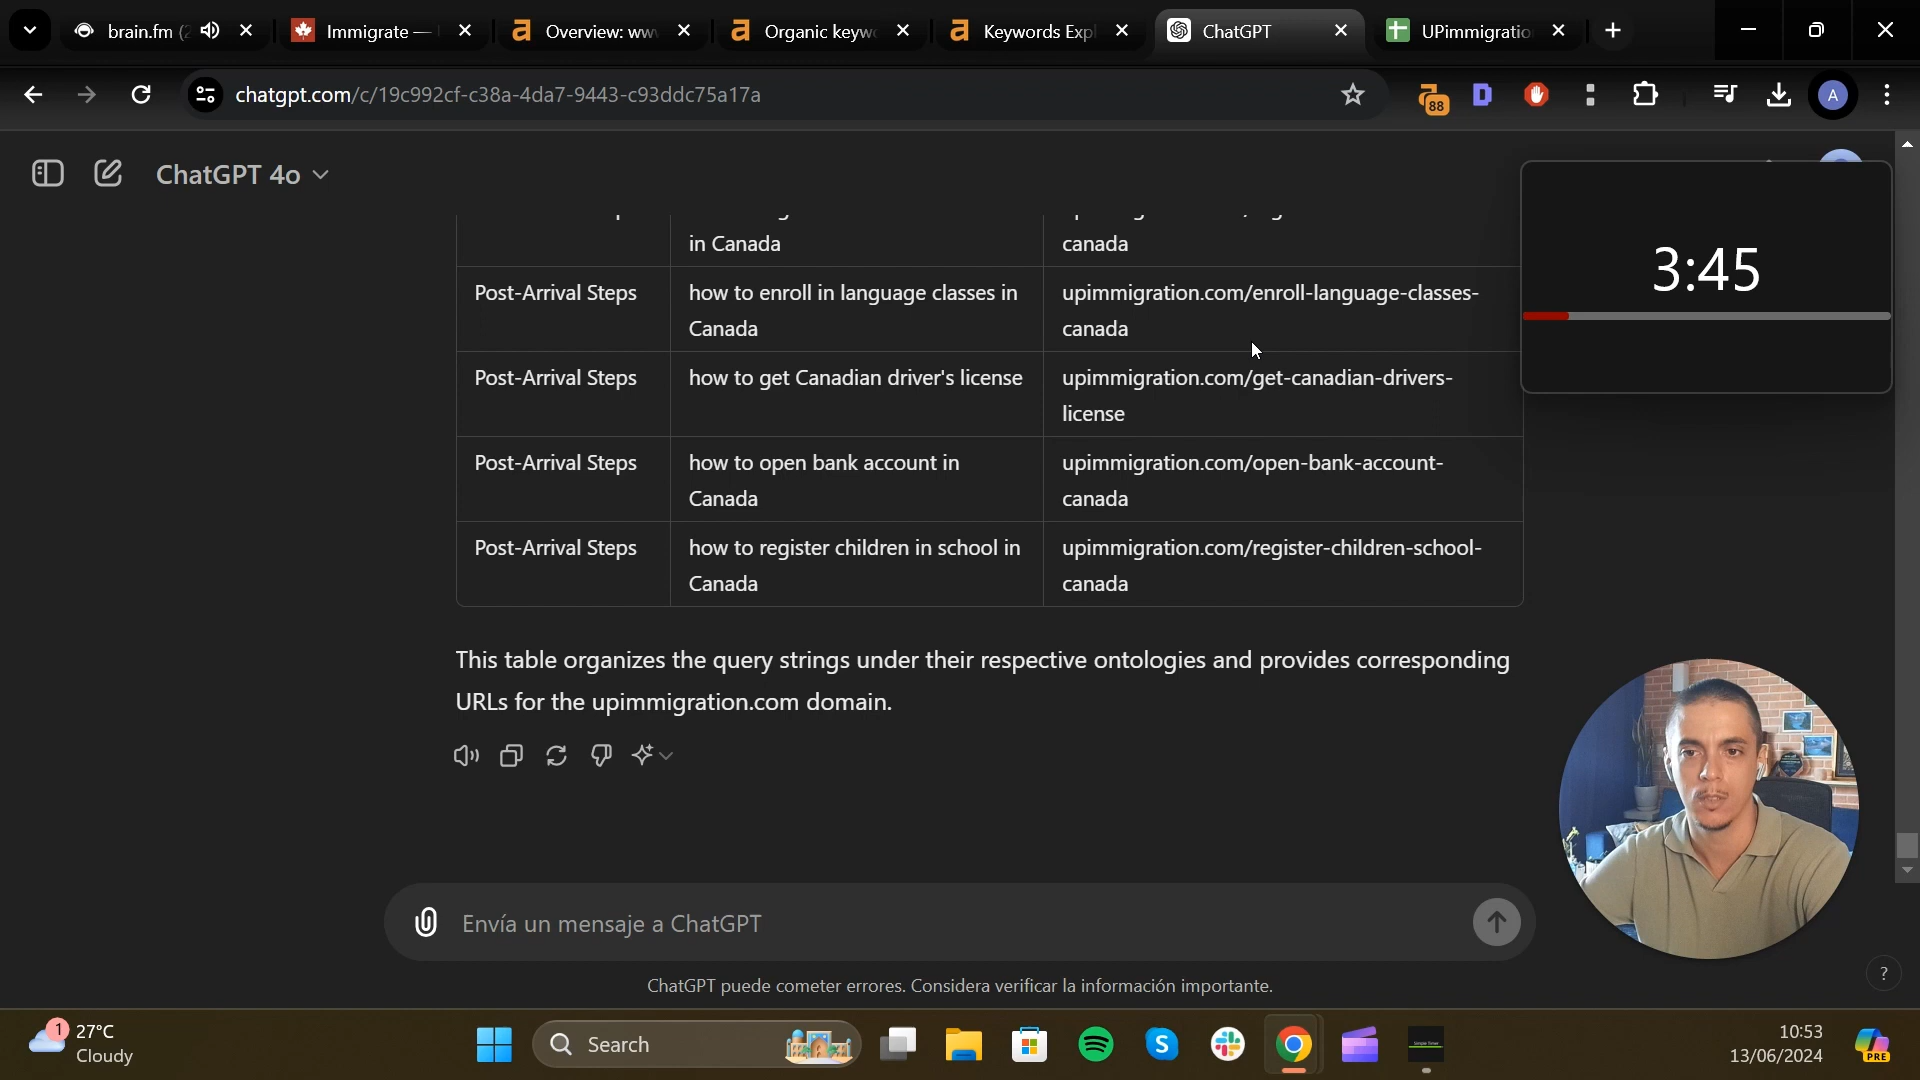 brain.fm (2
Immigrate —
Overview: ww
Organic keyw
Keywords Expl
ChatGPT
UPimmigratio
chatgpt.com/c/19c992cf-c38a-4da7-9443-c93ddc75a17a
88
A
ChatGPT 4o
in Canada
canada
3:45
Post-Arrival Steps
how to enroll in language classes in
Canada
upimmigration.com/enroll-language-classes-
canada
Post-Arrival Steps
how to get Canadian driver's license
upimmigration.com/get-canadian-drivers-
license
Post-Arrival Steps
how to open bank account in
Canada
upimmigration.com/open-bank-account-
canada
Post-Arrival Steps
how to register children in school in
Canada
upimmigration.com/register-children-school-
canada
This table organizes the query strings under their respective ontologies and provides corresponding
URLs for the upimmigration.com domain.
Envía un mensaje a ChatGPT
ChatGPT puede cometer errores. Considera verificar la información importante.
?
1
27°C
Cloudy
Search
10:53
13/06/2024
PRE